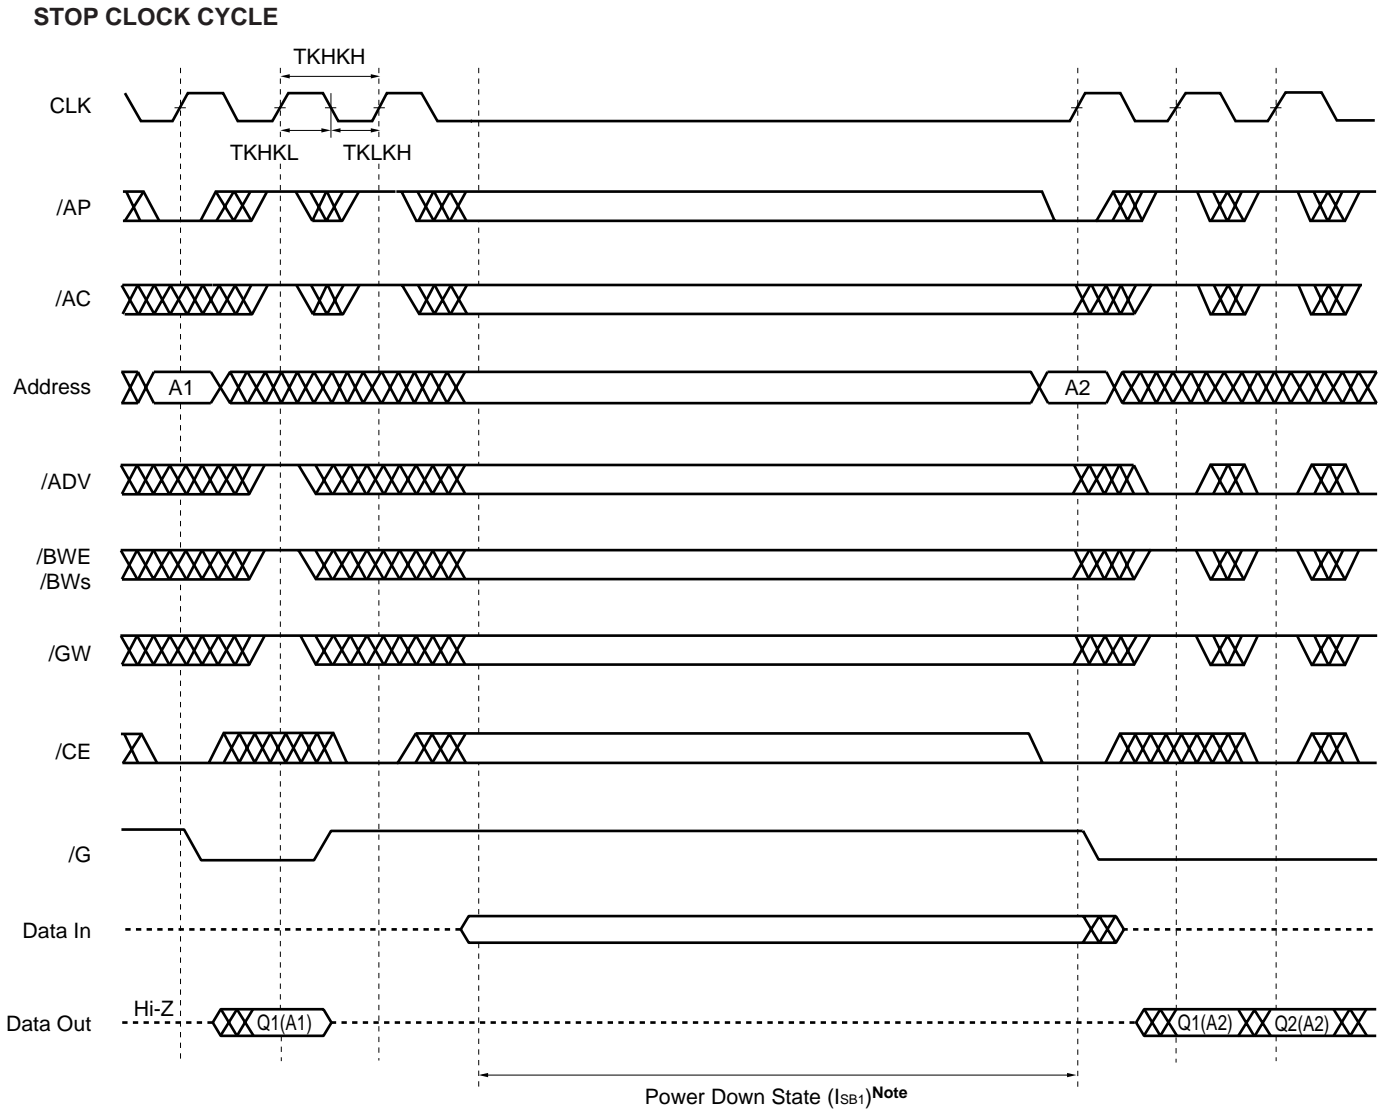 STOP CLOCK CYCLE
TKHKH
CLK
TKHKL TKLKH
/AP
/AC
Address A1 A2
/ADV
/BWE
/BWs
/GW
/CE
/G
Data In
Hi-Z
Data Out Q1(A1) Q1(A2) Q2(A2)
Power Down State (ISB1)Note